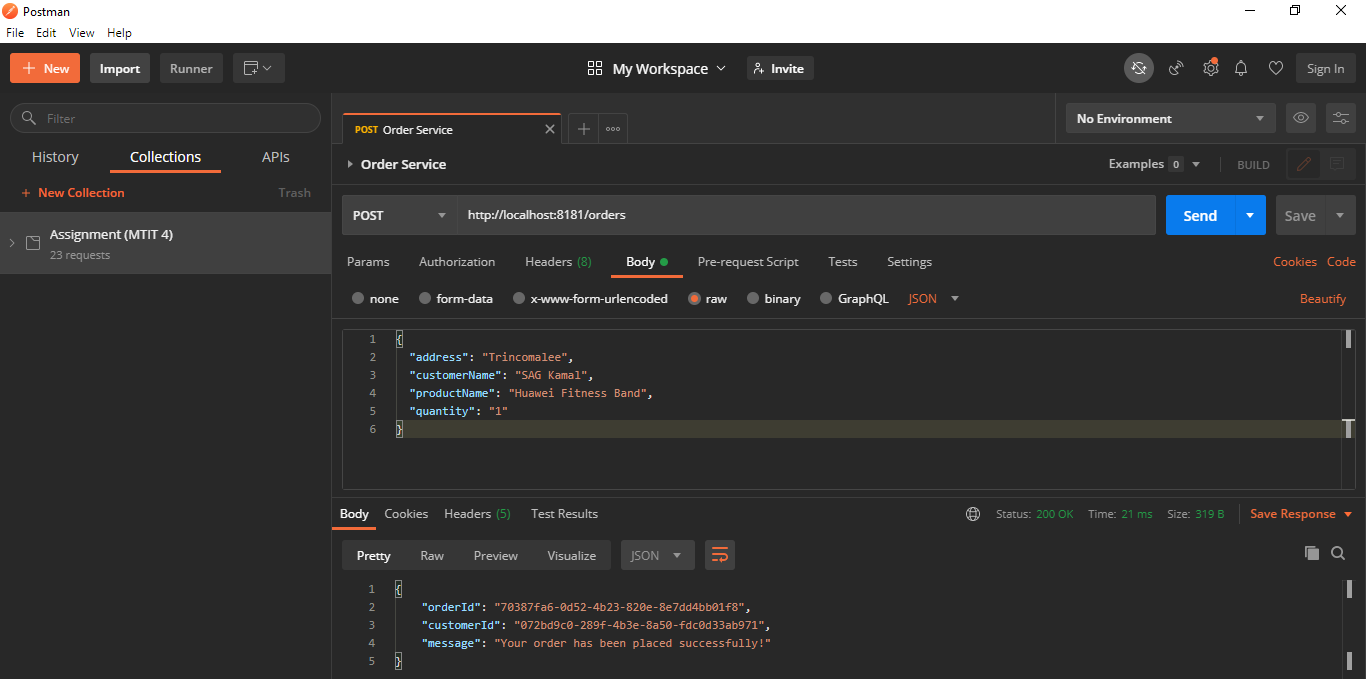 Postman
File Edit View Help
+ New Import Runner My Workspace Invite Sign In
Filter
History Collections APIs
+ New Collection Trash
Assignment (MTIT 4)
23 requests
POST Order Service
No Environment
Order Service
Examples 0 BUILD
POST http://localhost:8181/orders Send Save
Params Authorization Headers (8) Body Pre-request Script Tests Settings Cookies Code
none form-data x-www-form-urlencoded raw binary GraphQL JSON Beautify
1 {
2 "address": "Trincomalee",
3 "customerName": "SAG Kamal",
4 "productName": "Huawei Fitness Band",
5 "quantity": "1"
6 }
Body Cookies Headers (5) Test Results Status: 200 OK Time: 21 ms Size: 319 B Save Response
Pretty Raw Preview Visualize JSON
1 {
2 "orderId": "70387fa6-0d52-4b23-820e-8e7dd4bb01f8",
3 "customerId": "072bd9c0-289f-4b3e-8a50-fdc0d33ab971",
4 "message": "Your order has been placed successfully!"
5 }